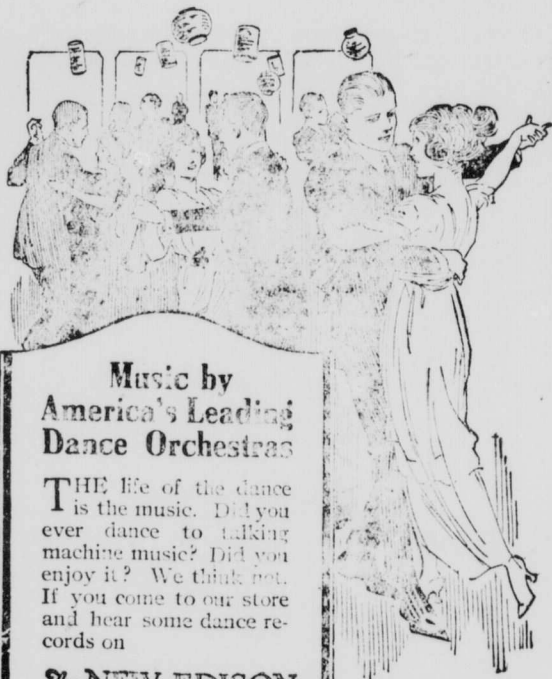 Music by
America's Leading
Dance Orchestras
THE life of the dance
is the music. Did you
ever dance to talking
machine music? Did you
enjoy it? We think not.
If you come to our store
and hear some dance re-
cords on
NEW EDISON